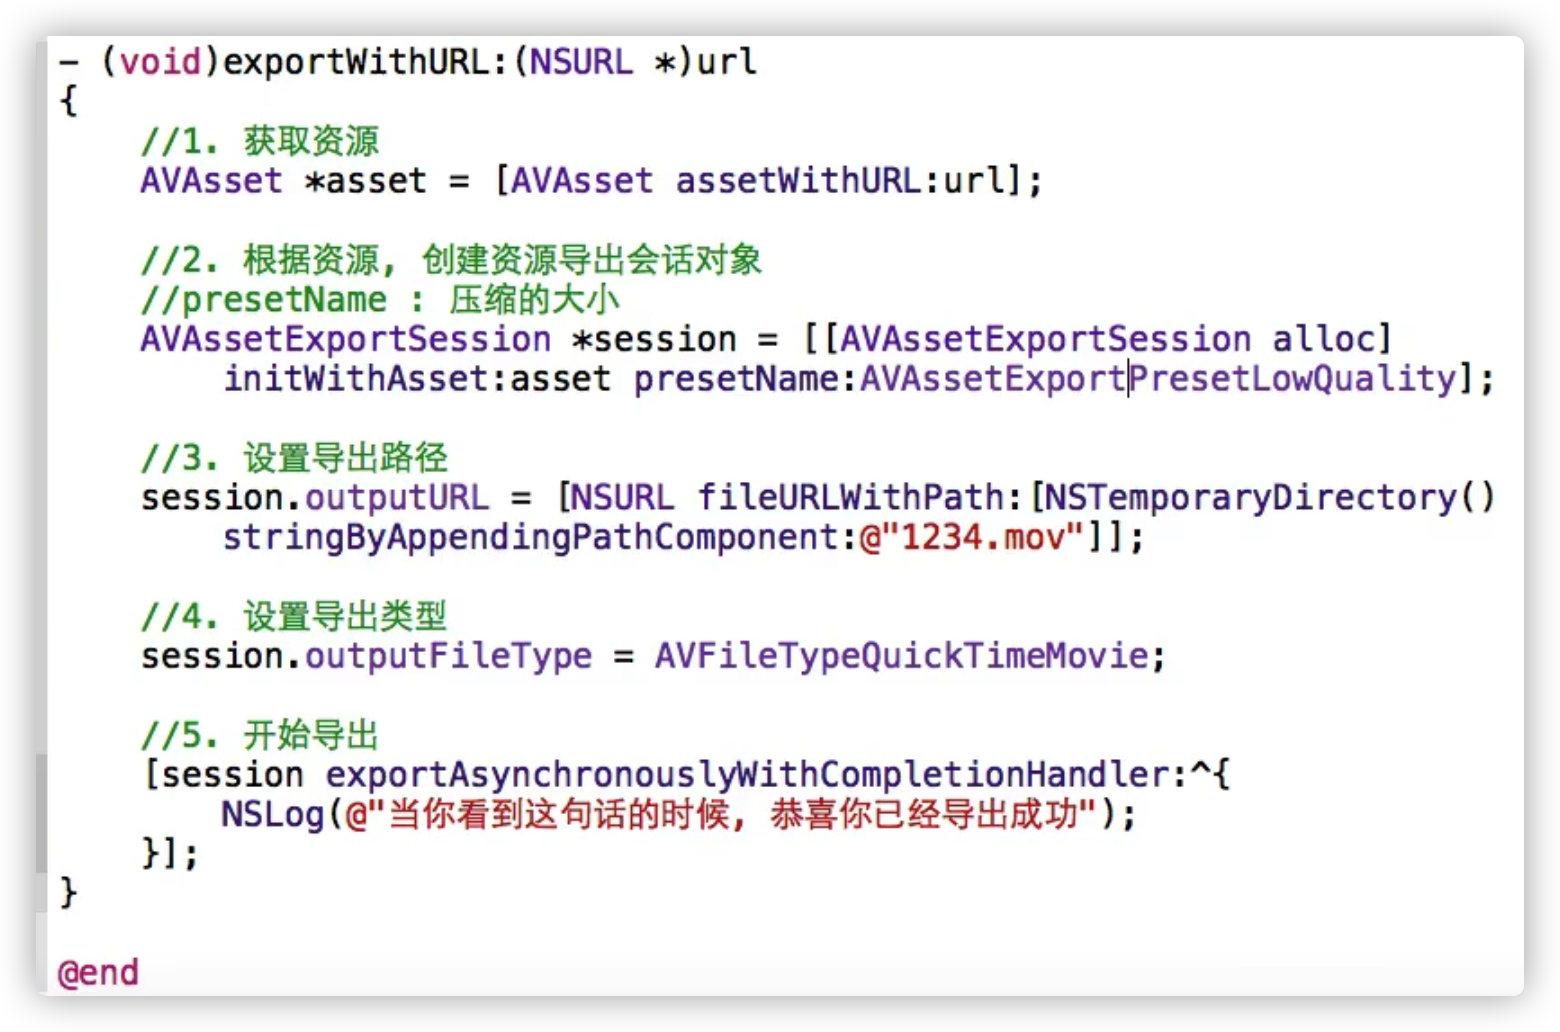 - (void)exportWithURL:(NSURL *)url
{
//1. 获取资源
AVAsset *asset = [AVAsset assetWithURL:url];
//2. 根据资源, 创建资源导出会话对象
//presetName : 压缩的大小
AVAssetExportSession *session = [[AVAssetExportSession alloc]
initWithAsset:asset presetName:AVAssetExportPresetLowQuality];
//3. 设置导出路径
session.outputURL = [NSURL fileURLWithPath:[NSTemporaryDirectory()
stringByAppendingPathComponent:@"1234.mov"]];
//4. 设置导出类型
session.outputFileType = AVFileTypeQuickTimeMovie;
//5. 开始导出
[session exportAsynchronouslyWithCompletionHandler:^{
NSLog(@"当你看到这句话的时候, 恭喜你已经导出成功");
}];
}
@end